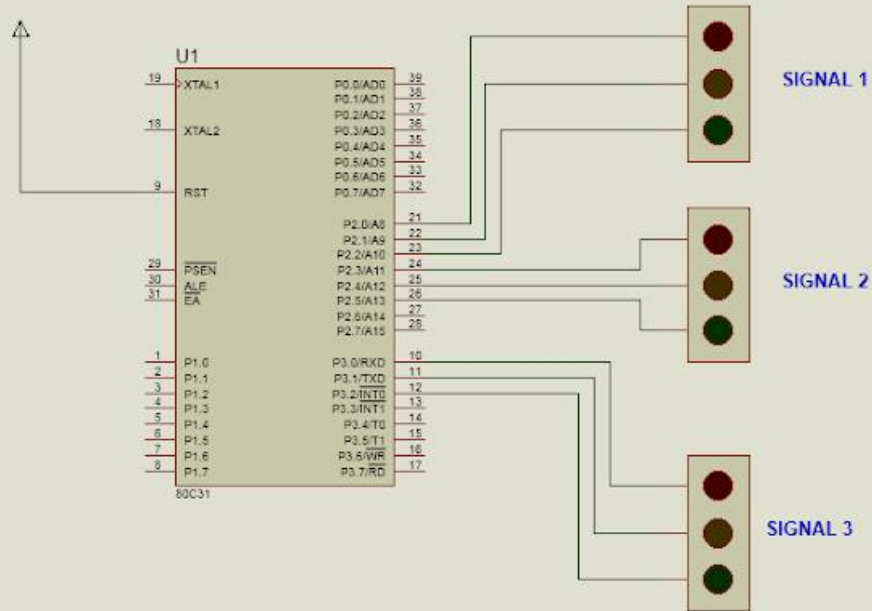 U1
19 XTAL1
18 XTAL2
9 RST
29 PSEN
30 ALE
31 EA
1 P1.0
2 P1.1
3 P1.2
4 P1.3
5 P1.4
6 P1.5
7 P1.6
8 P1.7
P0.0/AD0 39
P0.1/AD1 38
P0.2/AD2 37
P0.3/AD3 36
P0.4/AD4 35
P0.5/AD5 34
P0.6/AD6 33
P0.7/AD7 32
P2.0/A8 21
P2.1/A9 22
P2.2/A10 23
P2.3/A11 24
P2.4/A12 25
P2.5/A13 26
P2.6/A14 27
P2.7/A15 28
P3.0/RXD 10
P3.1/TXD 11
P3.2/INT0 12
P3.3/INT1 13
P3.4/T0 14
P3.5/T1 15
P3.6/WR 16
P3.7/RD 17
80C31
SIGNAL 1
SIGNAL 2
SIGNAL 3